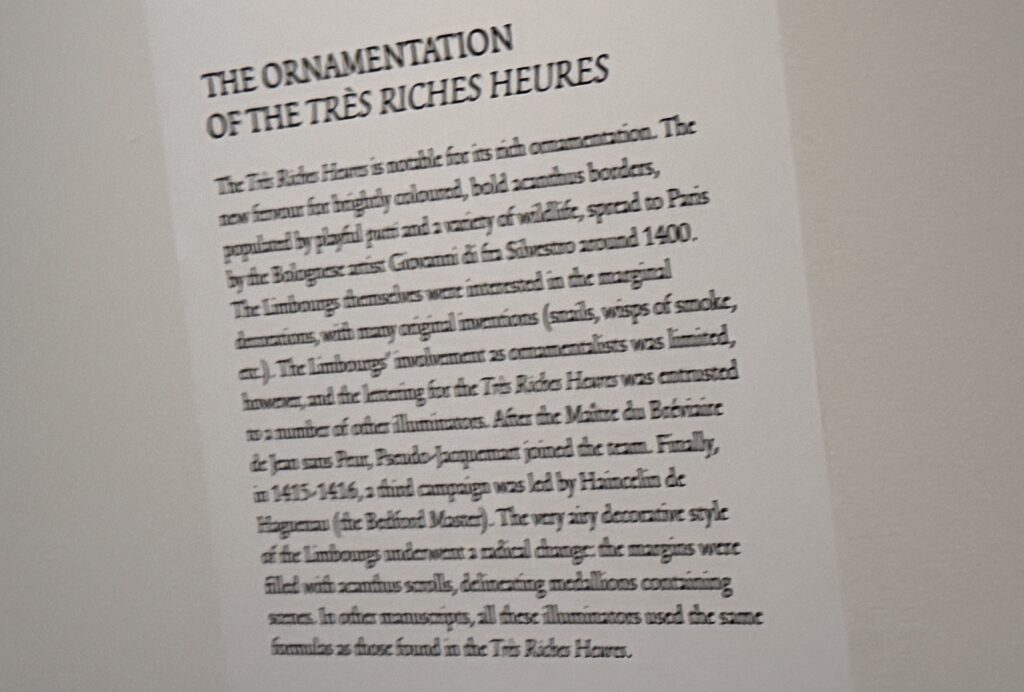 THE ORNAMENTATION
OF THE TRÈS RICHES HEURES
The Très Riches Heures is notable for its rich ornamentation. The
new fervour for brightly coloured, bold acanthus borders,
populated by playful putti and a variety of wildlife, spread to Paris
by the Bolognese artist Giovanni di fra Silvestro around 1400.
The Limbourgs themselves were interested in the marginal
decorations, with many original inventions (snails, wisps of smoke,
etc.). The Limbourgs' involvement as ornamentalists was limited,
however, and the lettering for the Très Riches Heures was entrusted
to a number of other illuminators. After the Maître du Bréviaire
de Jean sans Peur, Pseudo-Jacquemart joined the team. Finally,
in 1415-1416, a third campaign was led by Haincelin de
Haguenau (the Bedford Master). The very airy decorative style
of the Limbourgs underwent a radical change: the margins were
filled with acanthus scrolls, delineating medallions containing
scenes. In other manuscripts, all these illuminators used the same
formulas as those found in the Très Riches Heures.